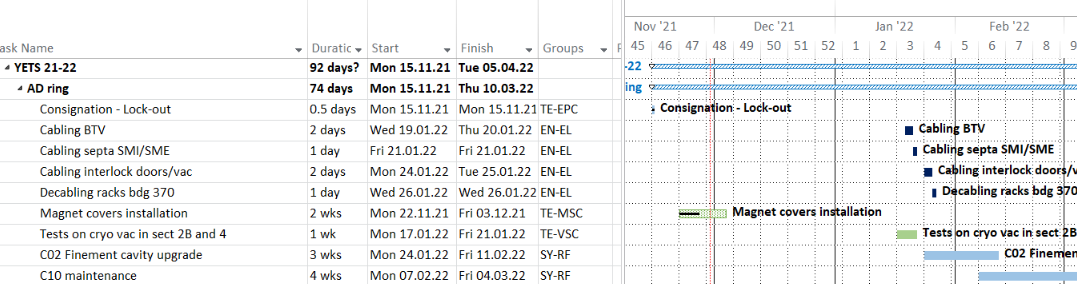 Nov '21 Dec '21 Jan '22 Feb '22
ask Name Duratic Start Finish Groups 45 46 47 48 49 50 51 52 1 2 3 4 5 6 7 8 9
YETS 21-22 92 days? Mon 15.11.21 Tue 05.04.22 -22
AD ring 74 days Mon 15.11.21 Thu 10.03.22 ing
Consignation - Lock-out 0.5 days Mon 15.11.21 Mon 15.11.21 TE-EPC Consignation - Lock-out
Cabling BTV 2 days Wed 19.01.22 Thu 20.01.22 EN-EL Cabling BTV
Cabling septa SMI/SME 1 day Fri 21.01.22 Fri 21.01.22 EN-EL Cabling septa SMI/SME
Cabling interlock doors/vac 2 days Mon 24.01.22 Tue 25.01.22 EN-EL Cabling interlock doors/v
Decabling racks bdg 370 1 day Wed 26.01.22 Wed 26.01.22 EN-EL Decabling racks bdg 370
Magnet covers installation 2 wks Mon 22.11.21 Fri 03.12.21 TE-MSC Magnet covers installation
Tests on cryo vac in sect 2B and 4 1 wk Mon 17.01.22 Fri 21.01.22 TE-VSC Tests on cryo vac in sect 2B
C02 Finement cavity upgrade 3 wks Mon 24.01.22 Fri 11.02.22 SY-RF C02 Finemen
C10 maintenance 4 wks Mon 07.02.22 Fri 04.03.22 SY-RF